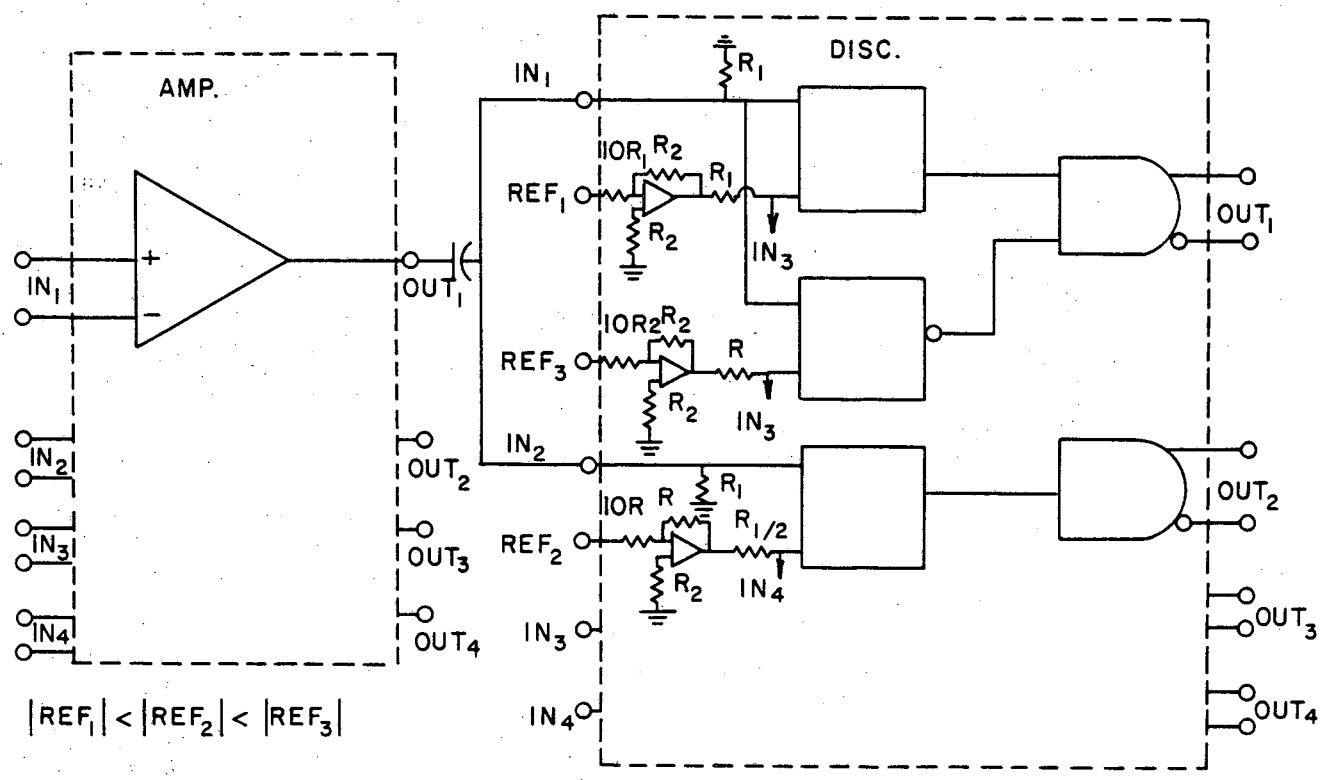 AMP.
+
IN₁
−
OUT₁
IN₂
OUT₂
IN₃
OUT₃
IN4
OUT₄
|REF₁| < |REF₂| < |REF₃|
DISC.
IN₁
R₁
10R₁
R₂
R₁
REF₁
R₂
IN₃
OUT₁
10R2
R₂
R
REF₃
R₂
IN₃
IN₂
R₁
10R
R
R₁/₂
REF₂
R₂
IN₄
OUT₂
IN₃
OUT₃
IN₄
OUT₄